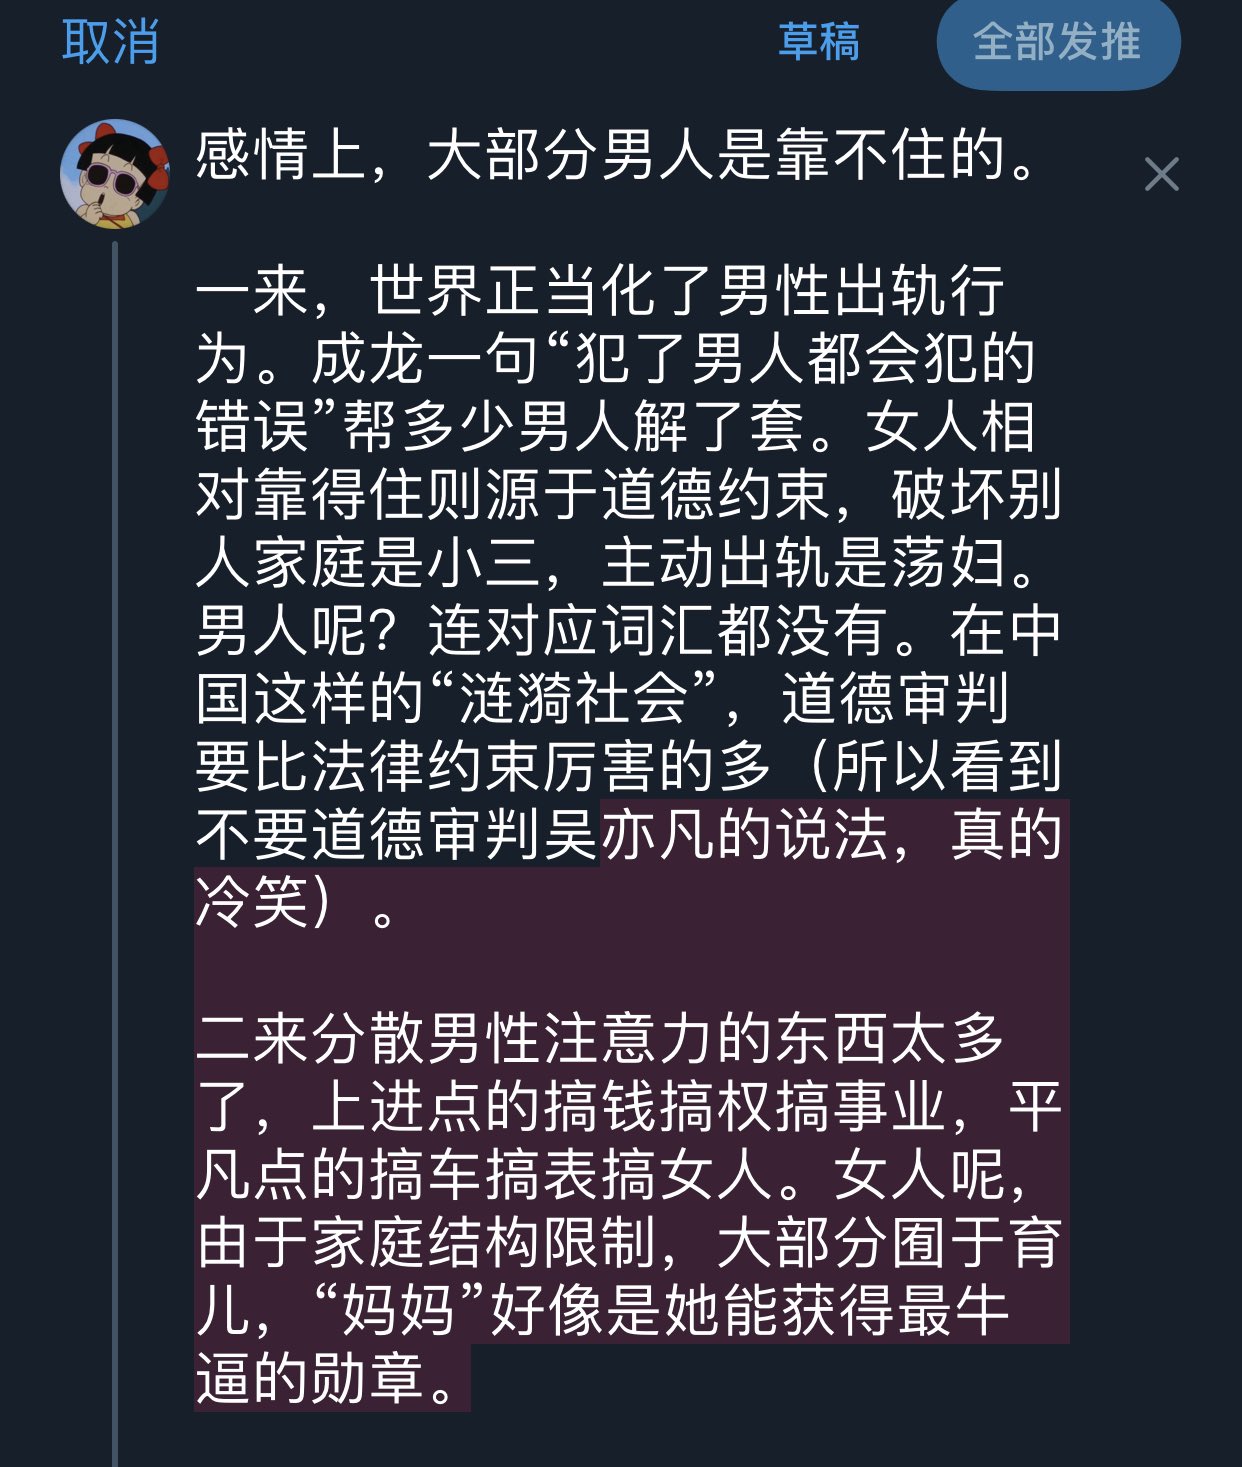 取消
草稿
全部发推
感情上，大部分男人是靠不住的。
一来，世界正当化了男性出轨行
为。成龙一句“犯了男人都会犯的
错误”帮多少男人解了套。女人相
对靠得住则源于道德约束，破坏别
人家庭是小三，主动出轨是荡妇。
男人呢？连对应词汇都没有。在中
国这样的“涟漪社会”，道德审判
要比法律约束厉害的多（所以看到
不要道德审判吴亦凡的说法，真的
冷笑）。
二来分散男性注意力的东西太多
了，上进点的搞钱搞权搞事业，平
凡点的搞车搞表搞女人。女人呢，
由于家庭结构限制，大部分囿于育
儿，“妈妈”好像是她能获得最牛
逼的勋章。